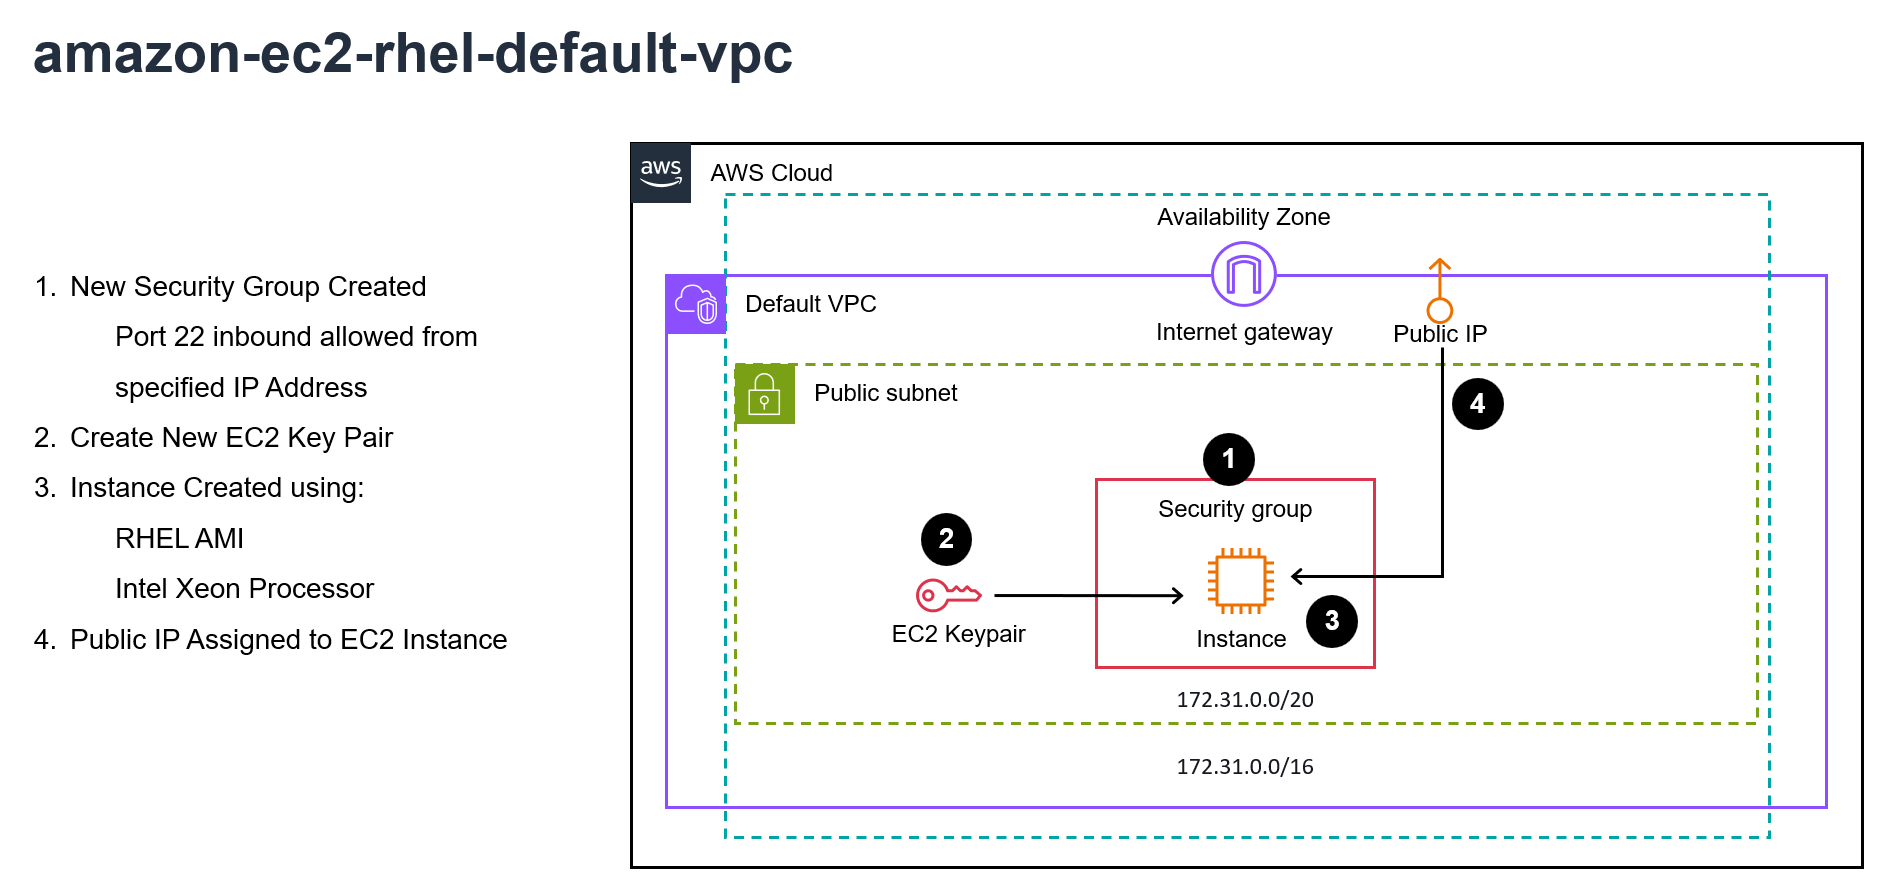 amazon-ec2-rhel-default-vpc
1. New Security Group Created
Port 22 inbound allowed from
specified IP Address
2. Create New EC2 Key Pair
3. Instance Created using:
RHEL AMI
Intel Xeon Processor
4. Public IP Assigned to EC2 Instance
aws
AWS Cloud
Availability Zone
Default VPC
Internet gateway
Public IP
Public subnet
4
1
Security group
2
EC2 Keypair
3
Instance
172.31.0.0/20
172.31.0.0/16